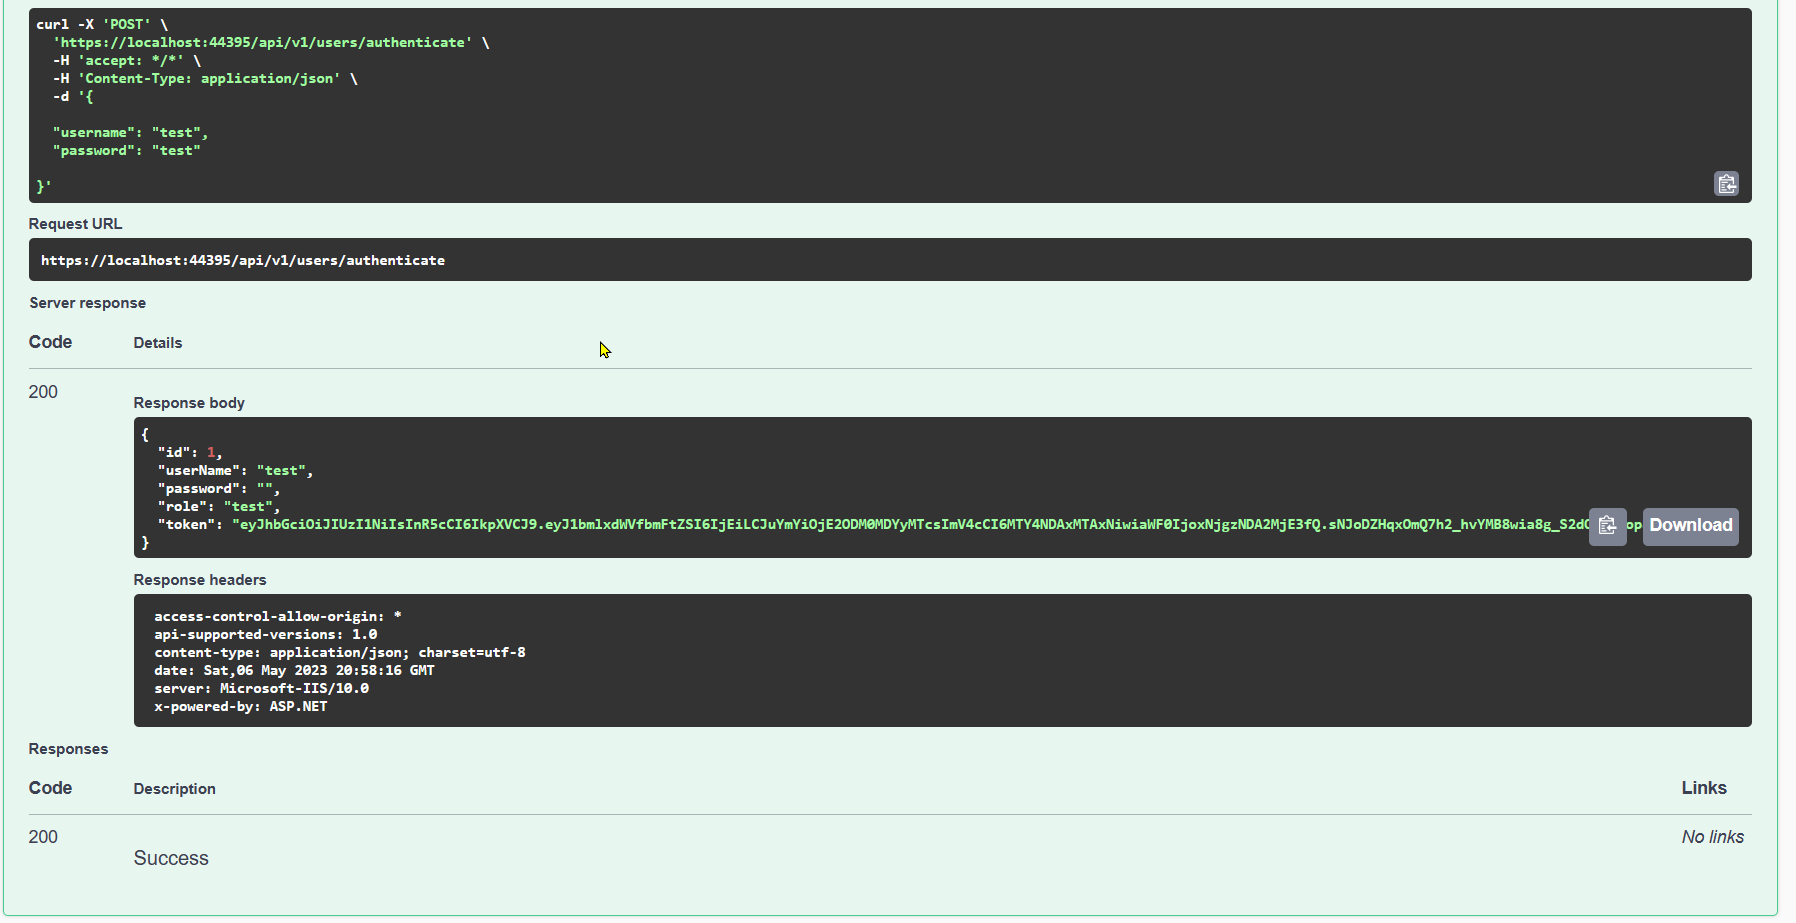 curl -X 'POST' \
'https://localhost:44395/api/v1/users/authenticate' \
-H 'accept: */*' \
-H 'Content-Type: application/json' \
-d '{
"username": "test",
"password": "test"
}'
Request URL
https://localhost:44395/api/v1/users/authenticate
Server response
Code Details
200
Response body
{
"id": 1,
"userName": "test",
"password": "",
"role": "test",
"token": "eyJhbGciOiJIUzI1NiIsInR5cCI6IkpXVCJ9.eyJ1bmlxdWVfbmFtZSI6IjEiLCJuYmYiOjE2ODM0MDYyMTcsImV4cCI6MTY4NDAxMTAxNiwiaWF0IjoxNjgzNDA2MjE3fQ.sNJoDZHqxOmQ7h2_hvYMB8wia8g_S2d
Download
}
Response headers
access-control-allow-origin: *
api-supported-versions: 1.0
content-type: application/json; charset=utf-8
date: Sat,06 May 2023 20:58:16 GMT
server: Microsoft-IIS/10.0
x-powered-by: ASP.NET
Responses
Code Description Links
200 No links
Success